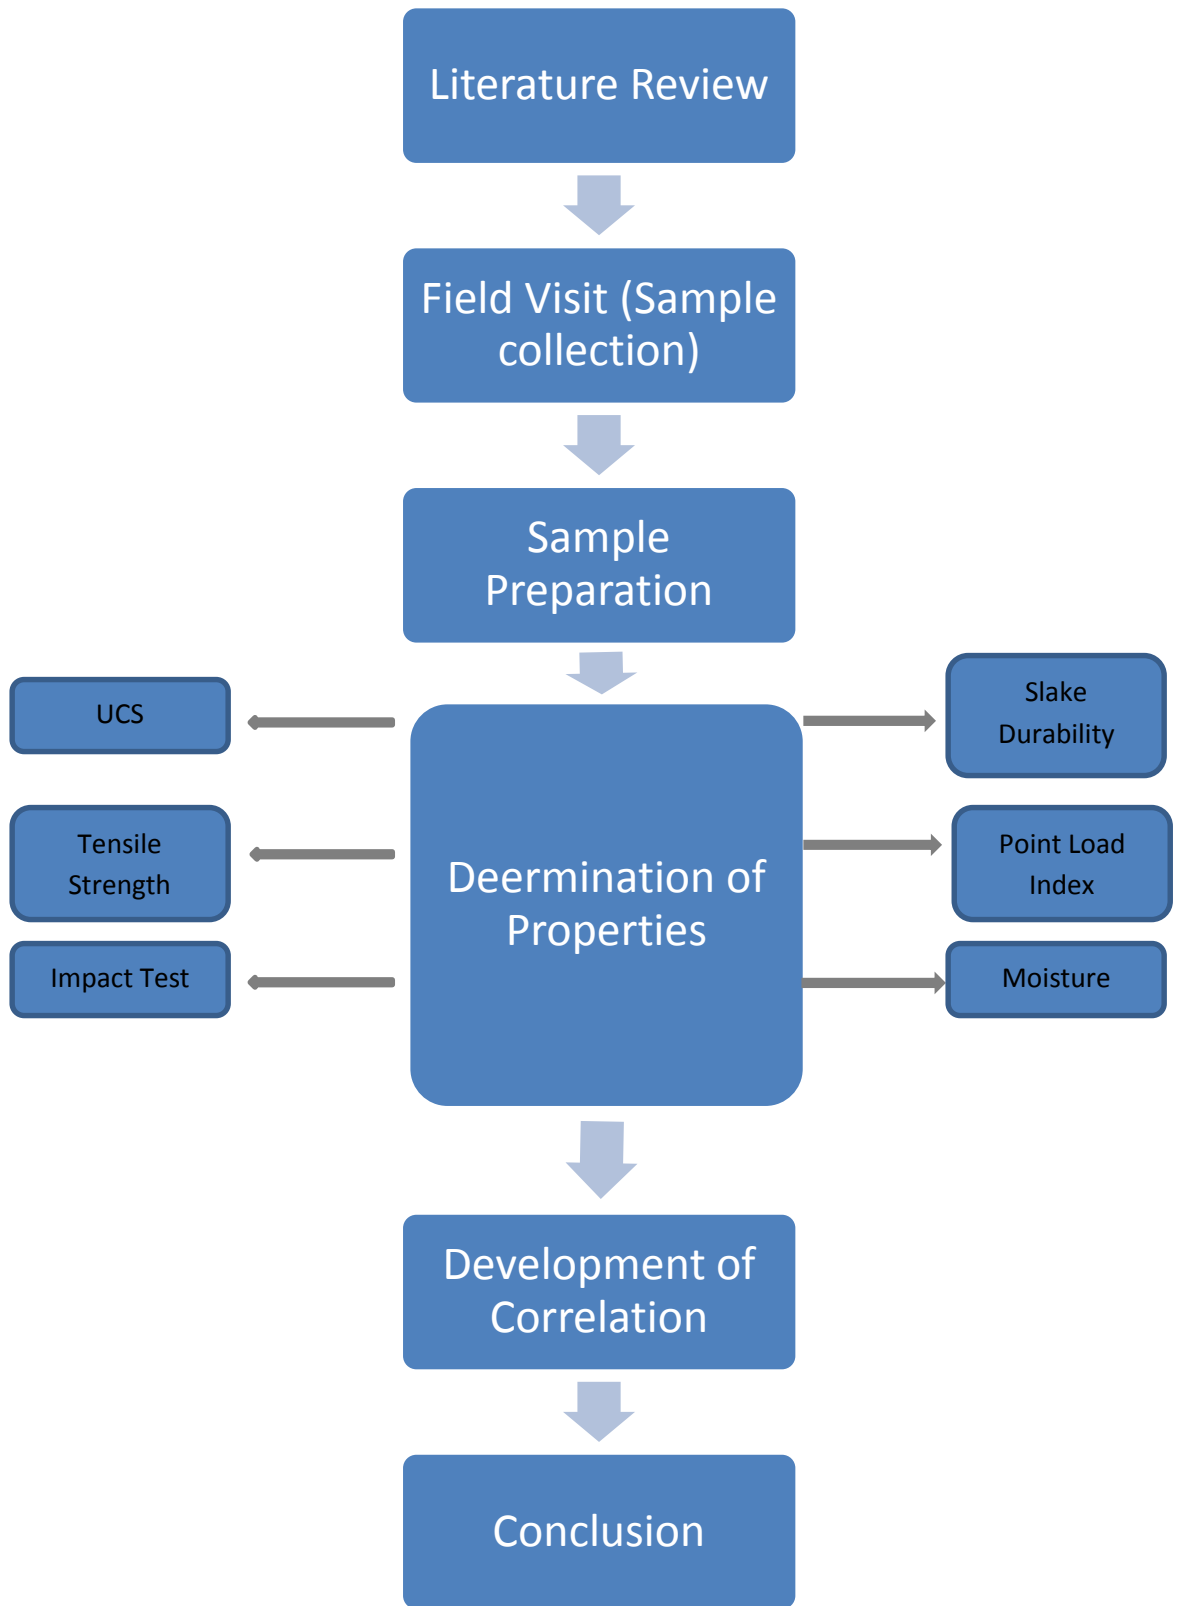 Literature Review
Field Visit (Sample
collection)
Sample
Preparation
UCS
Tensile
Strength
Impact Test
Deermination of
Properties
Slake
Durability
Point Load
Index
Moisture
Development of
Correlation
Conclusion